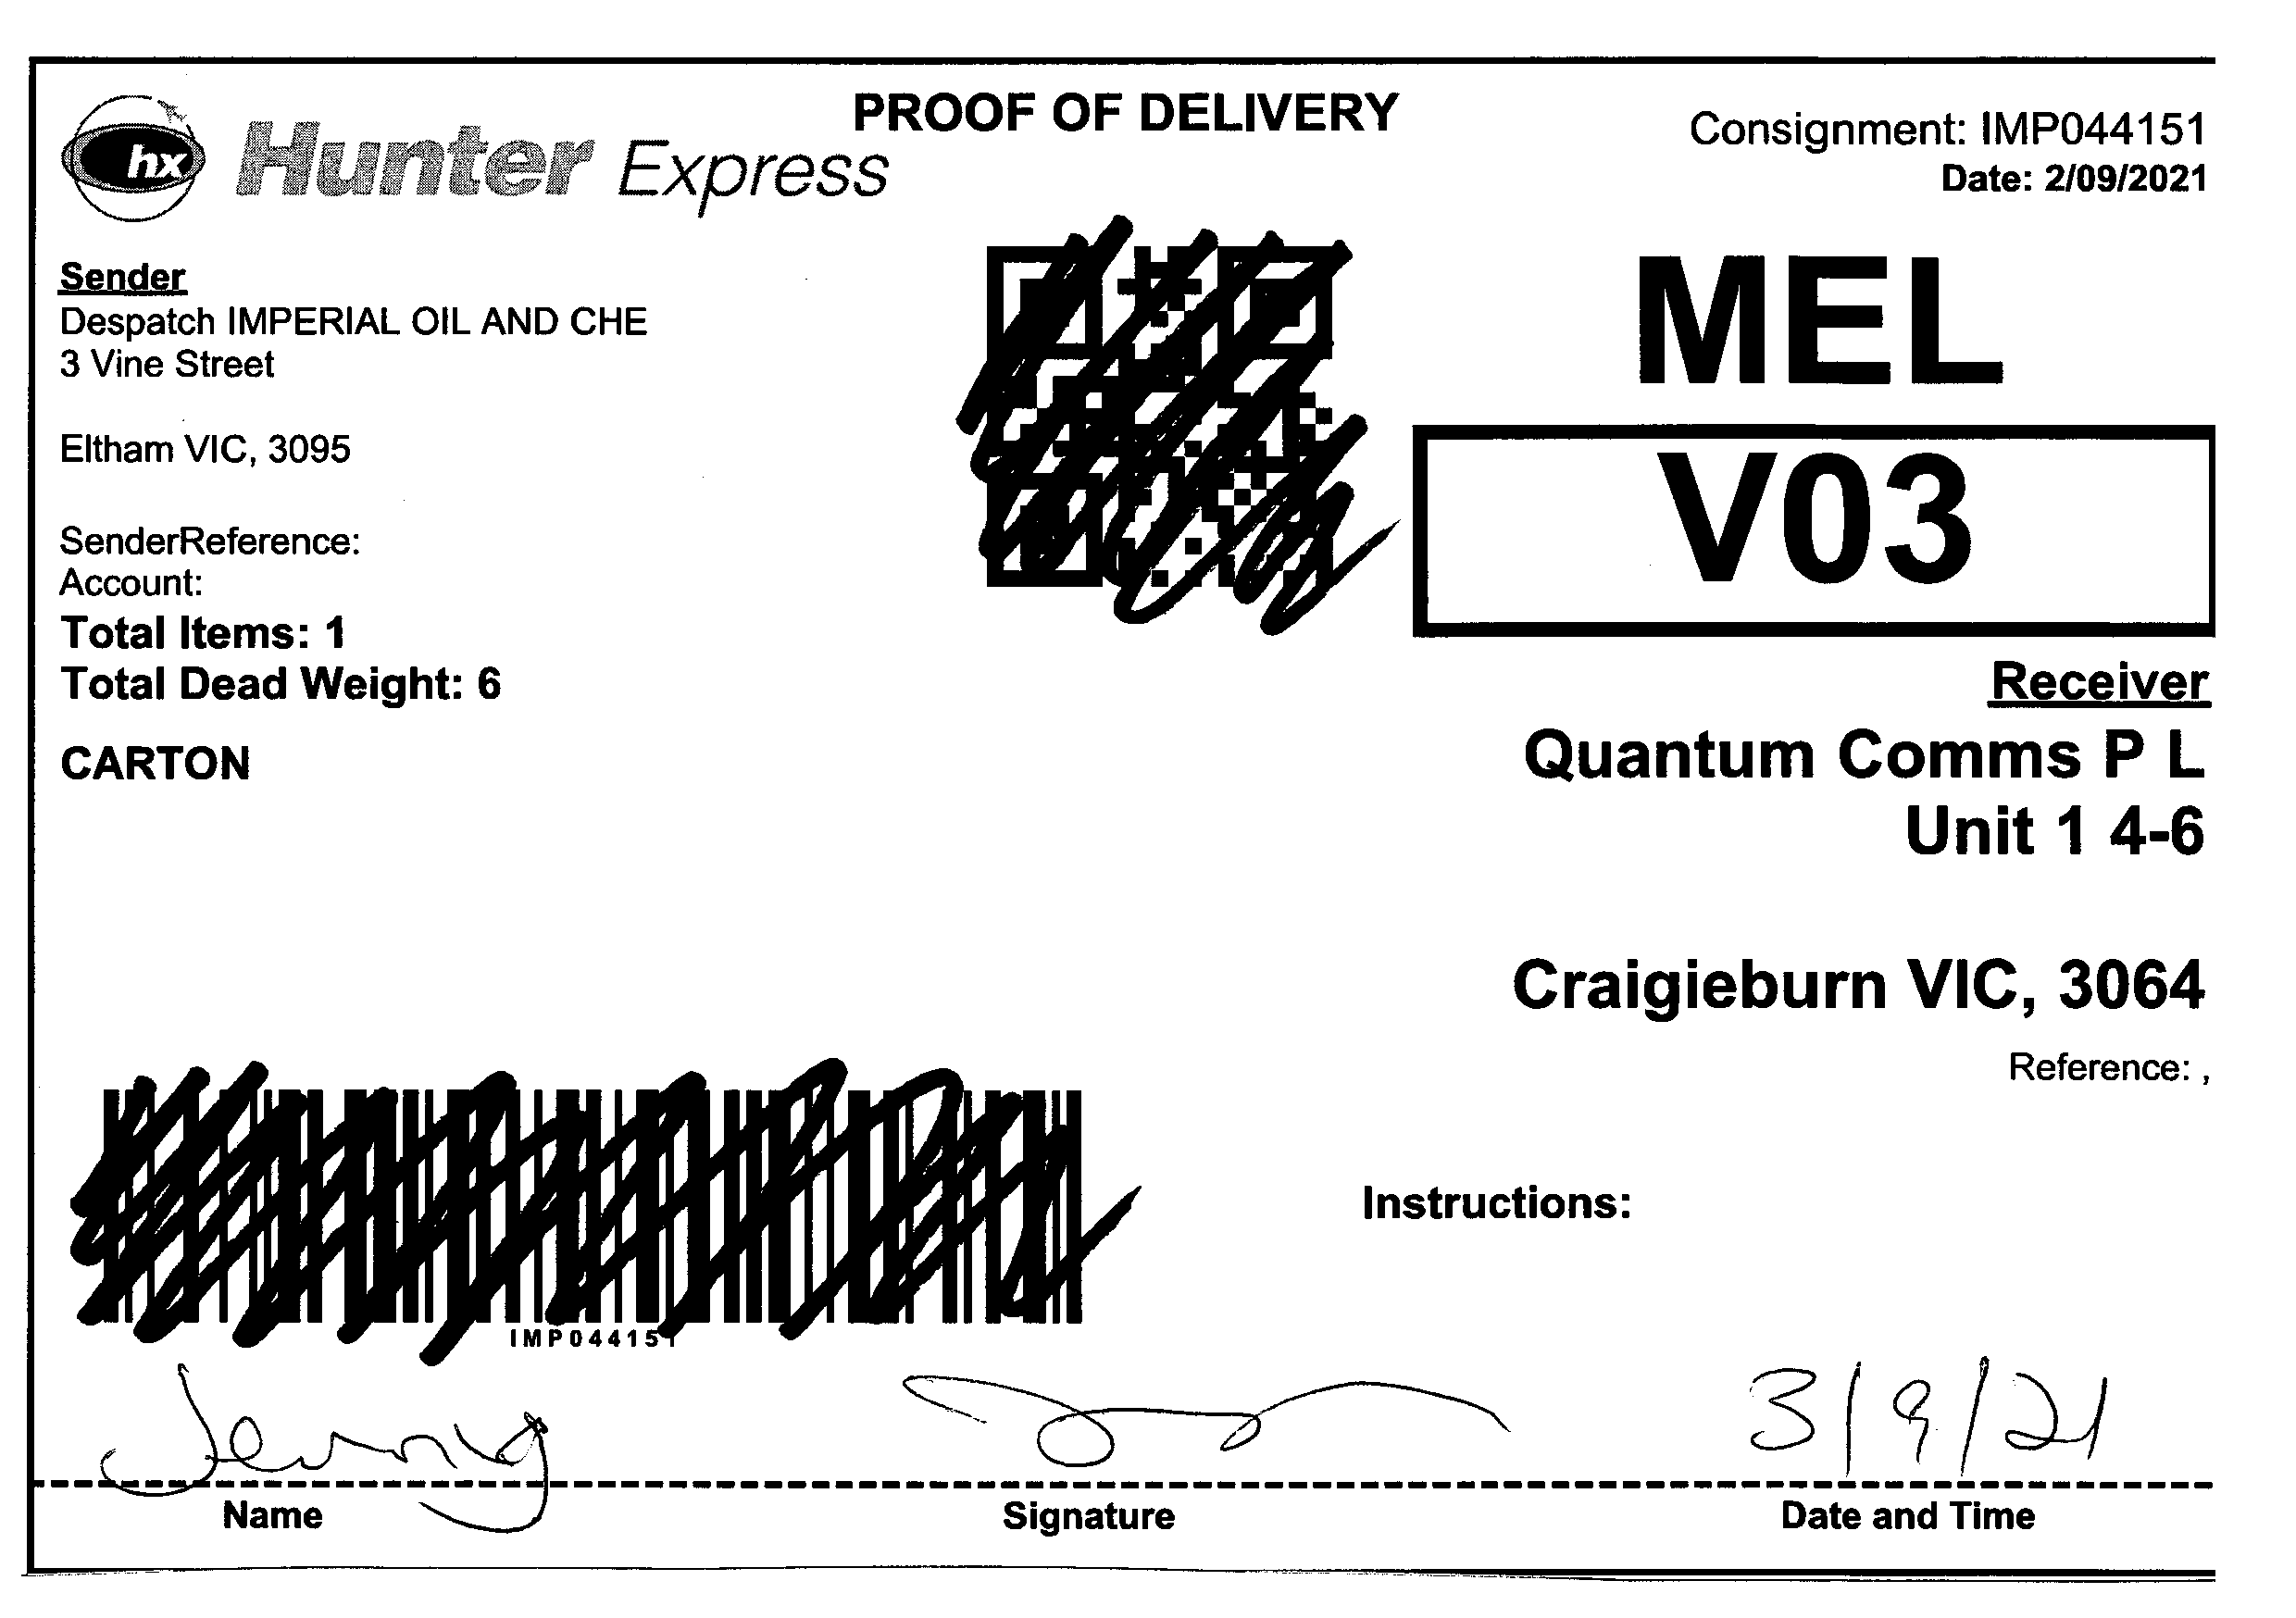 hx Hunter Express
PROOF OF DELIVERY
Consignment: IMP044151
Date: 2/09/2021
Sender
Despatch IMPERIAL OIL AND CHE
3 Vine Street
Eltham VIC, 3095
SenderReference:
Account:
Total Items: 1
Total Dead Weight: 6
CARTON
MEL
V03
Receiver
Quantum Comms P L
Unit 1 4-6
Craigieburn VIC, 3064
Reference: ,
Instructions:
IMP044151
Jenny
3/9/21
Name
Signature
Date and Time